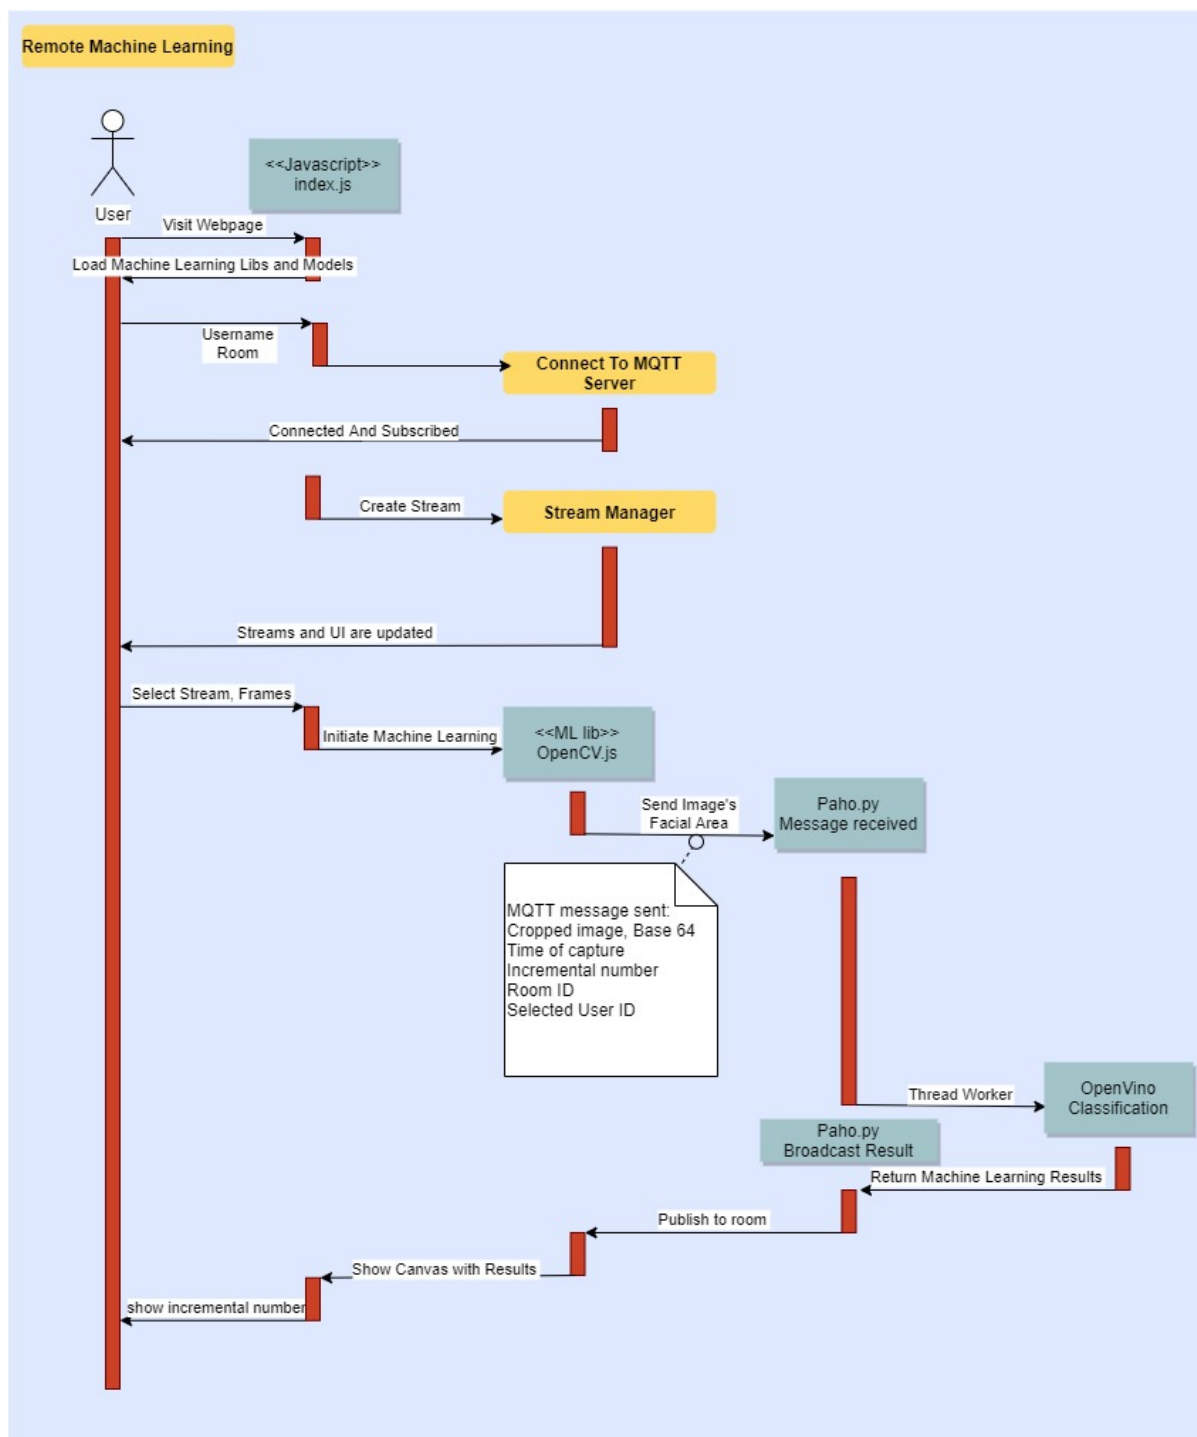 Remote Machine Learning
<<Javascript>>
index.js
User
Visit Webpage
Load Machine Learning Libs and Models
Username
Room
Connect To MQTT
Server
Connected And Subscribed
Create Stream
Stream Manager
Streams and UI are updated
Select Stream, Frames
Initiate Machine Learning
<<ML lib>>
OpenCV.js
Send Image's
Facial Area
Paho.py
Message received
MQTT message sent:
Cropped image, Base 64
Time of capture
Incremental number
Room ID
Selected User ID
Thread Worker
OpenVino
Classification
Paho.py
Broadcast Result
Return Machine Learning Results
Publish to room
Show Canvas with Results
show incremental number